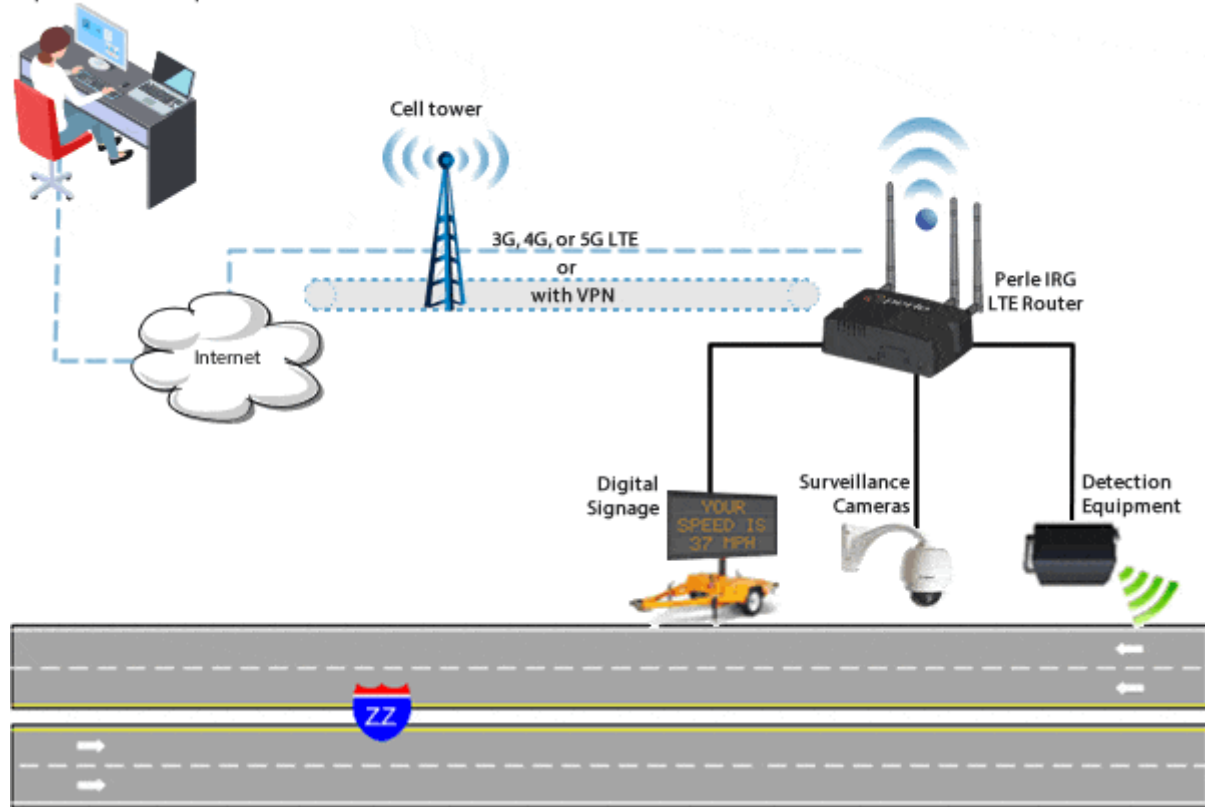 Cell tower
3G, 4G, or 5G LTE
or
with VPN
Internet
Perle IRG
LTE Router
perle
Digital
Signage
YOUR
SPEED IS
37 MPH
Surveillance
Cameras
Detection
Equipment
ZZ